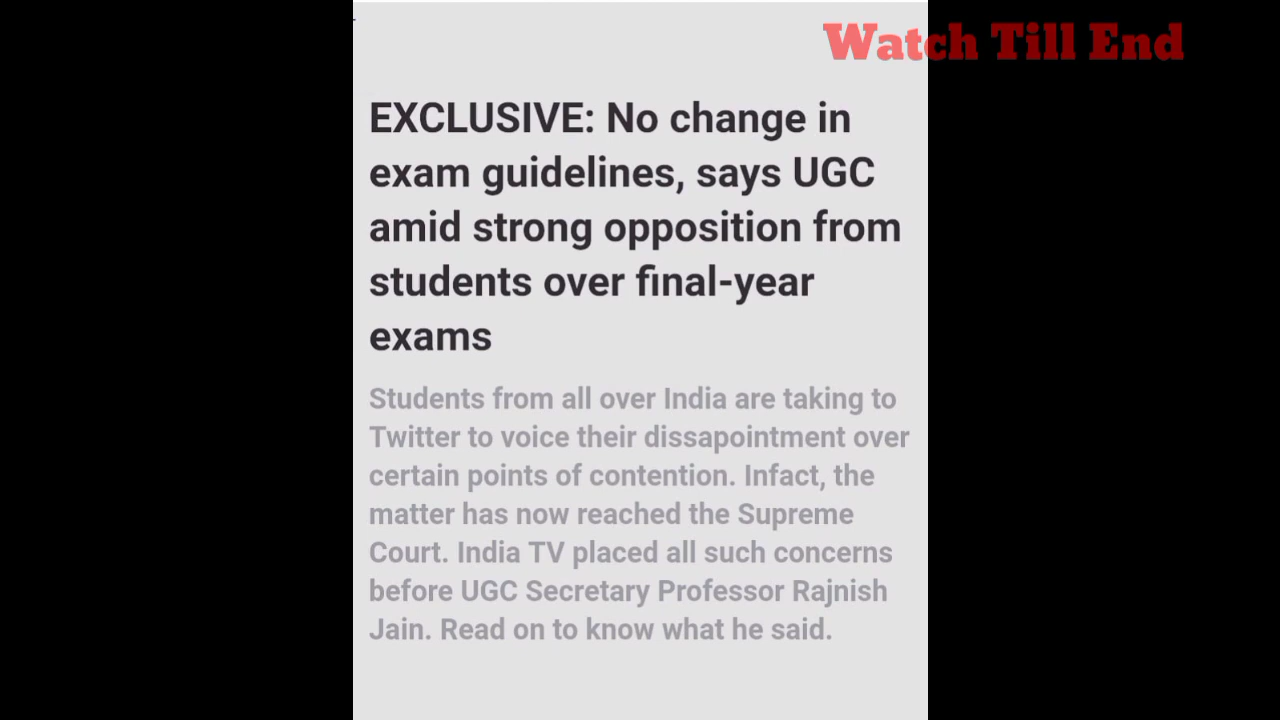 Watch Till End
EXCLUSIVE: No change in
exam guidelines, says UGC
amid strong opposition from
students over final-year
exams
Students from all over India are taking to
Twitter to voice their dissapointment over
certain points of contention. Infact, the
matter has now reached the Supreme
Court. India TV placed all such concerns
before UGC Secretary Professor Rajnish
Jain. Read on to know what he said.